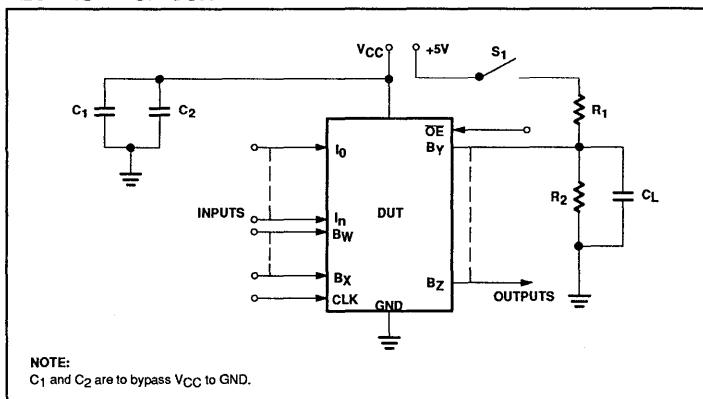 VCC +5V S1
C1 C2 R1
OE
I0 BY
R2 CL
INPUTS In DUT
BW
BX BZ
OUTPUTS
CLK GND
NOTE:
C1 and C2 are to bypass VCC to GND.